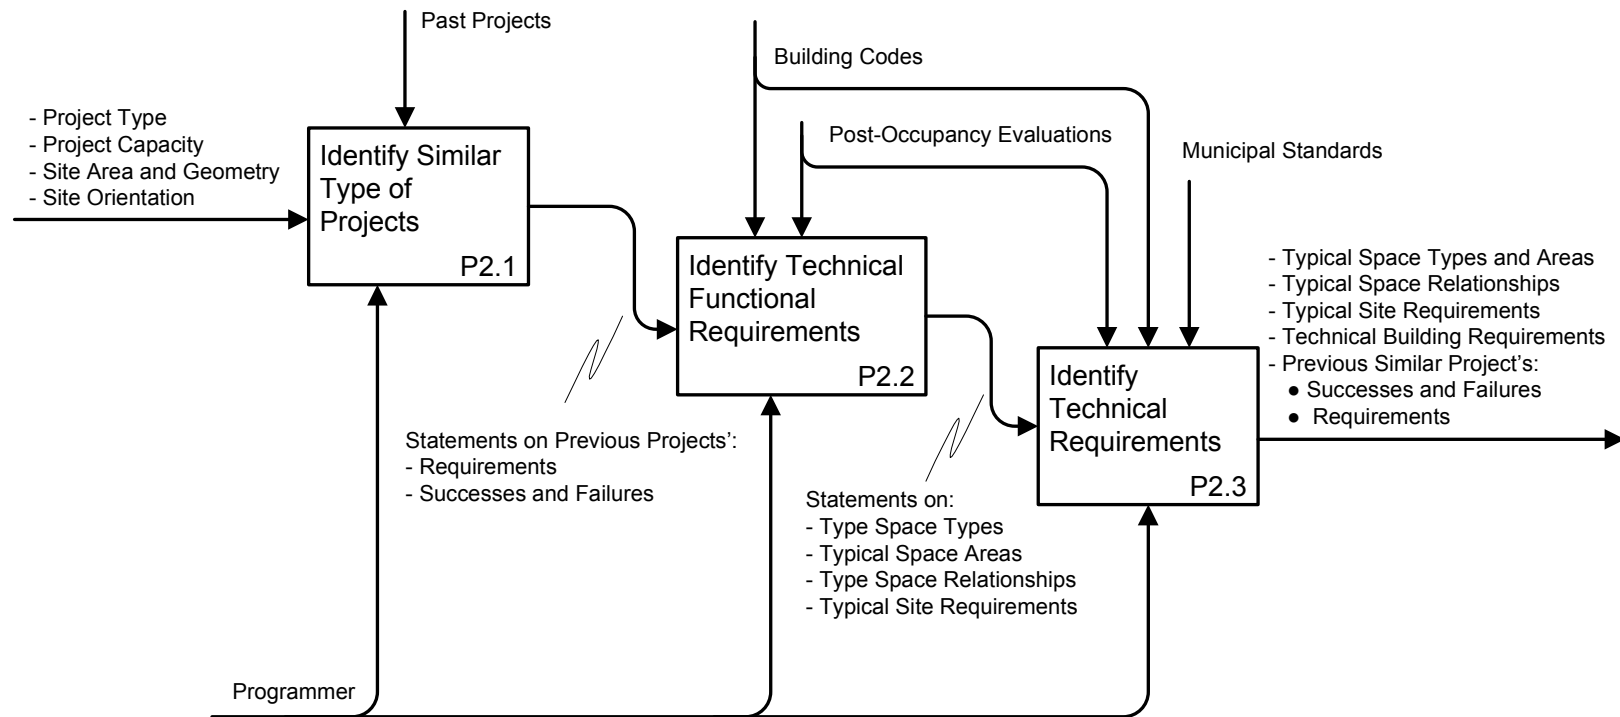 Past Projects
Building Codes
- Project Type
- Project Capacity
- Site Area and Geometry
- Site Orientation
Identify Similar
Type of
Projects
P2.1
Post-Occupancy Evaluations
Municipal Standards
Identify Technical
Functional
Requirements
P2.2
- Typical Space Types and Areas
- Typical Space Relationships
- Typical Site Requirements
- Technical Building Requirements
- Previous Similar Project's:
● Successes and Failures
● Requirements
Identify
Technical
Requirements
P2.3
Statements on Previous Projects':
- Requirements
- Successes and Failures
Statements on:
- Type Space Types
- Typical Space Areas
- Type Space Relationships
- Typical Site Requirements
Programmer